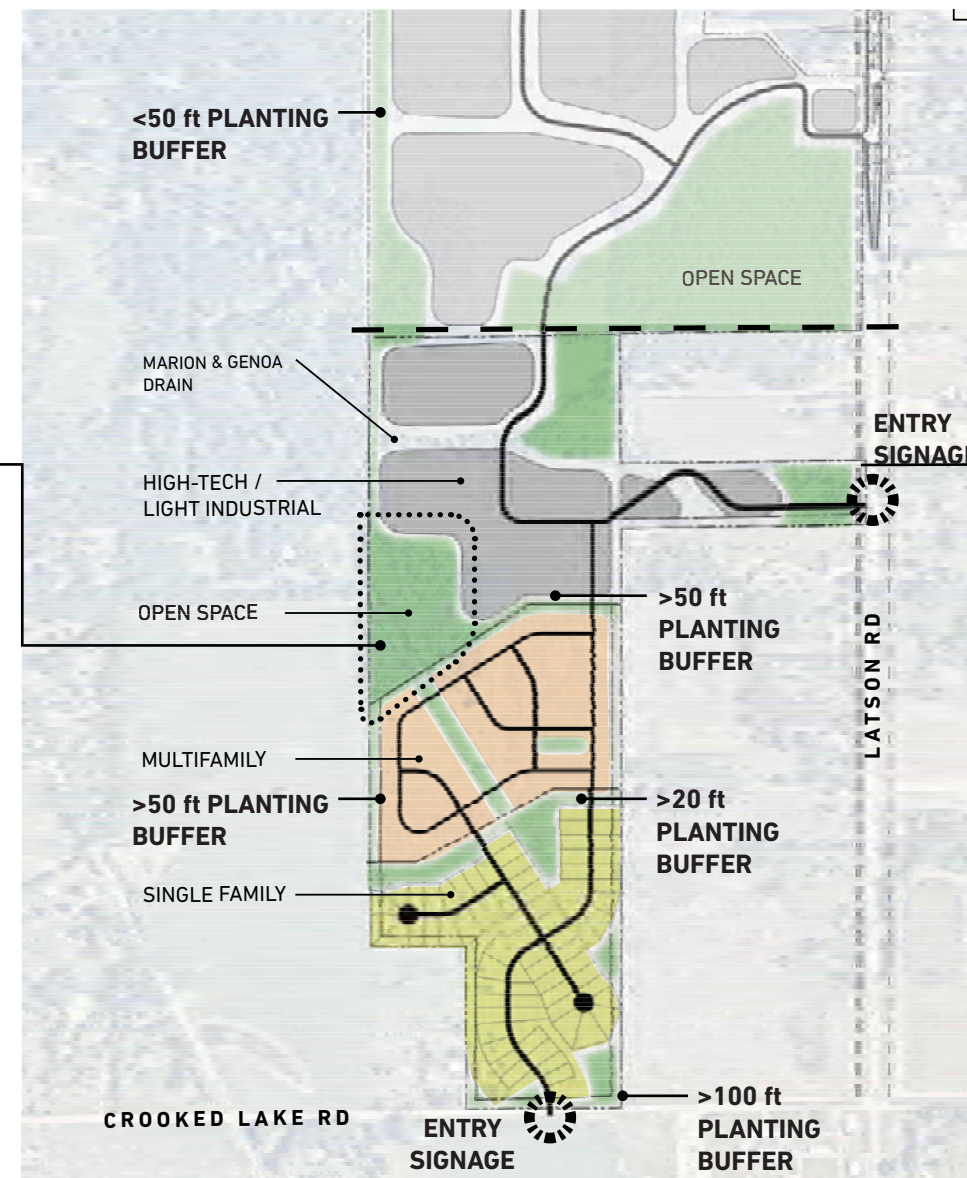 <50 ft PLANTING
BUFFER
OPEN SPACE
MARION & GENOA
DRAIN
ENTRY
SIGNAGE
HIGH-TECH /
LIGHT INDUSTRIAL
OPEN SPACE
>50 ft
PLANTING
BUFFER
LATSON RD
MULTIFAMILY
>50 ft PLANTING
BUFFER
>20 ft
PLANTING
BUFFER
SINGLE FAMILY
CROOKED LAKE RD
ENTRY
SIGNAGE
>100 ft
PLANTING
BUFFER